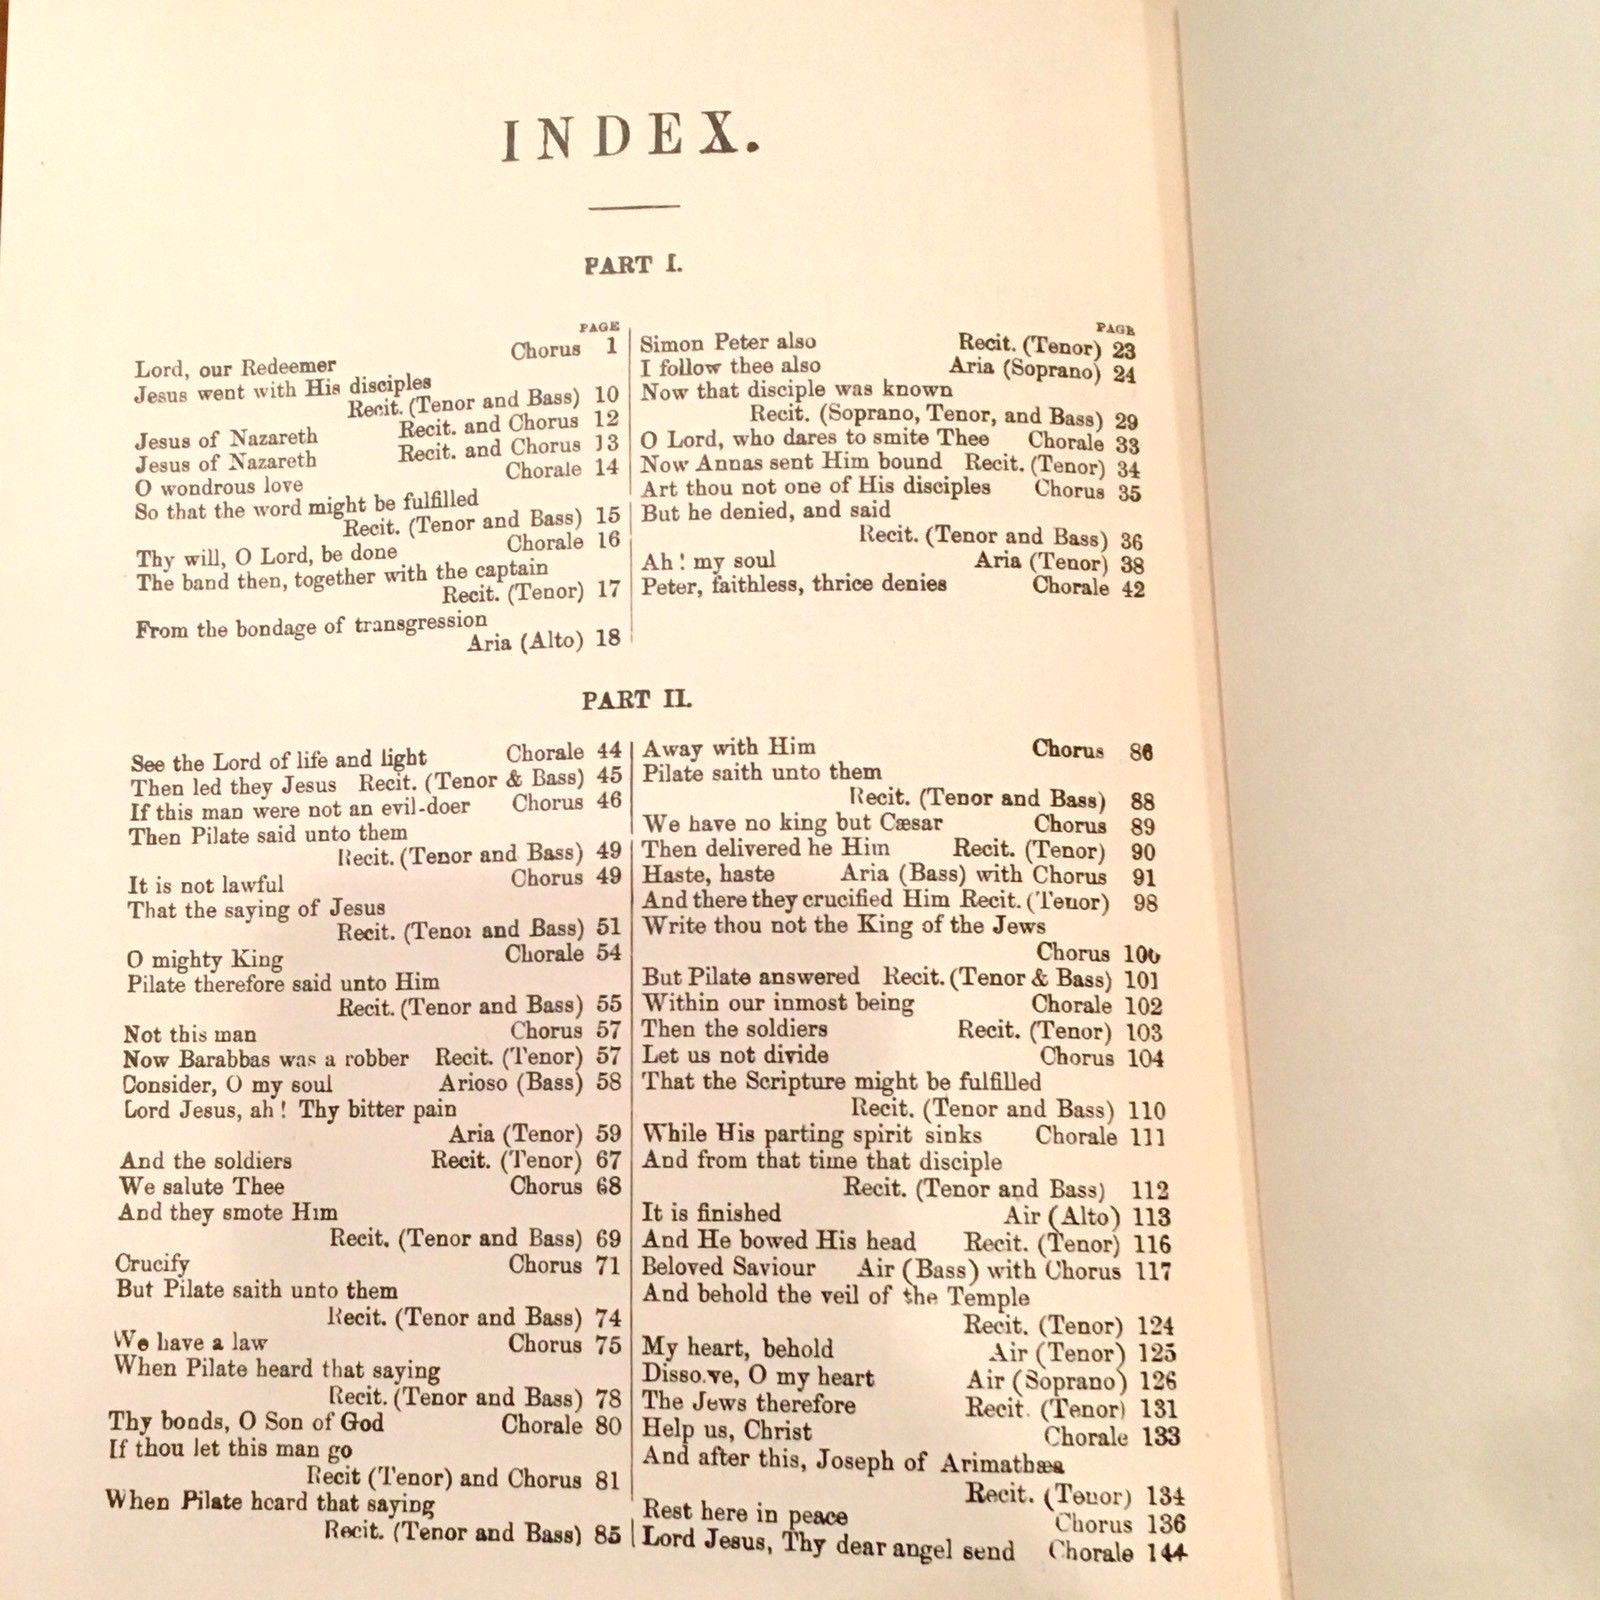 INDEX.
PART I.
PAGE
Lord, our Redeemer Chorus 1
Jesus went with His disciples
Recit. (Tenor and Bass) 10
Jesus of Nazareth Recit. and Chorus 12
Jesus of Nazareth Recit. and Chorus 13
O wondrous love Chorale 14
So that the word might be fulfilled
Recit. (Tenor and Bass) 15
Thy will, O Lord, be done Chorale 16
The band then, together with the captain
Recit. (Tenor) 17
From the bondage of transgression
Aria (Alto) 18
PAGE
Simon Peter also Recit. (Tenor) 23
I follow thee also Aria (Soprano) 24
Now that disciple was known
Recit. (Soprano, Tenor, and Bass) 29
O Lord, who dares to smite Thee Chorale 33
Now Annas sent Him bound Recit. (Tenor) 34
Art thou not one of His disciples Chorus 35
But he denied, and said
Recit. (Tenor and Bass) 36
Ah! my soul Aria (Tenor) 38
Peter, faithless, thrice denies Chorale 42
PART II.
See the Lord of life and light Chorale 44
Then led they Jesus Recit. (Tenor & Bass) 45
If this man were not an evil-doer Chorus 46
Then Pilate said unto them
Recit. (Tenor and Bass) 49
It is not lawful Chorus 49
That the saying of Jesus
Recit. (Tenor and Bass) 51
O mighty King Chorale 54
Pilate therefore said unto Him
Recit. (Tenor and Bass) 55
Not this man Chorus 57
Now Barabbas was a robber Recit. (Tenor) 57
Consider, O my soul Arioso (Bass) 58
Lord Jesus, ah! Thy bitter pain
Aria (Tenor) 59
And the soldiers Recit. (Tenor) 67
We salute Thee Chorus 68
And they smote Him
Recit. (Tenor and Bass) 69
Crucify Chorus 71
But Pilate saith unto them
Recit. (Tenor and Bass) 74
We have a law Chorus 75
When Pilate heard that saying
Recit. (Tenor and Bass) 78
Thy bonds, O Son of God Chorale 80
If thou let this man go
Recit (Tenor) and Chorus 81
When Pilate heard that saying
Recit. (Tenor and Bass) 85
Away with Him Chorus 86
Pilate saith unto them
Recit. (Tenor and Bass) 88
We have no king but Cæsar Chorus 89
Then delivered he Him Recit. (Tenor) 90
Haste, haste Aria (Bass) with Chorus 91
And there they crucified Him Recit. (Tenor) 98
Write thou not the King of the Jews
Chorus 100
But Pilate answered Recit. (Tenor & Bass) 101
Within our inmost being Chorale 102
Then the soldiers Recit. (Tenor) 103
Let us not divide Chorus 104
That the Scripture might be fulfilled
Recit. (Tenor and Bass) 110
While His parting spirit sinks Chorale 111
And from that time that disciple
Recit. (Tenor and Bass) 112
It is finished Air (Alto) 113
And He bowed His head Recit. (Tenor) 116
Beloved Saviour Air (Bass) with Chorus 117
And behold the veil of the Temple
Recit. (Tenor) 124
My heart, behold Air (Tenor) 125
Dissolve, O my heart Air (Soprano) 126
The Jews therefore Recit. (Tenor) 131
Help us, Christ Chorale 133
And after this, Joseph of Arimathæa
Recit. (Tenor) 134
Rest here in peace Chorus 136
Lord Jesus, Thy dear angel send Chorale 144